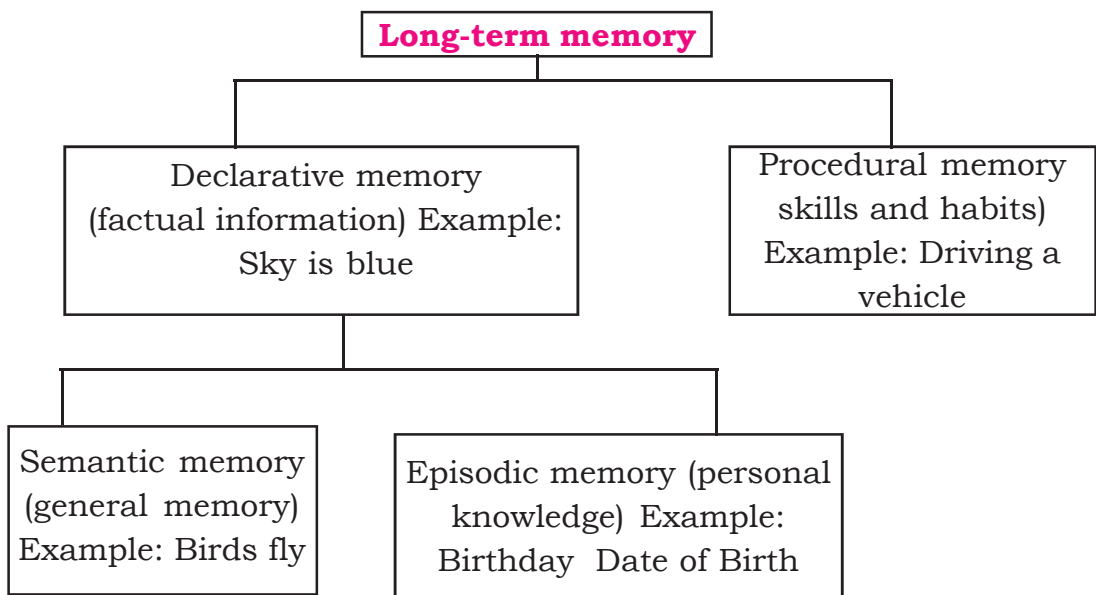 Long-term memory
Declarative memory
(factual information) Example:
Sky is blue
Procedural memory
skills and habits)
Example: Driving a
vehicle
Semantic memory
(general memory)
Example: Birds fly
Episodic memory (personal
knowledge) Example:
Birthday Date of Birth